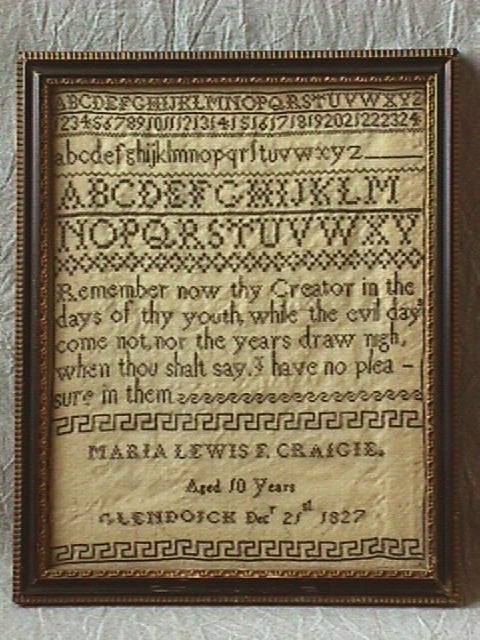 ABCDEFGHIJKLMNOPQRSTUVWXYZ
123456789101112131415161718192021222324
abcdefghijklmnopqrſtuvwxyz
ABCDEFGHIJKLM
NOPQRSTUVWXY
Remember now thy Creator in the
days of thy youth, while the evil days
come not, nor the years draw nigh,
when thou shalt say, I have no plea-
sure in them
MARIA LEWIS F. CRAIGIE.
Aged 10 Years
GLENDOICK Decr 21st 1827